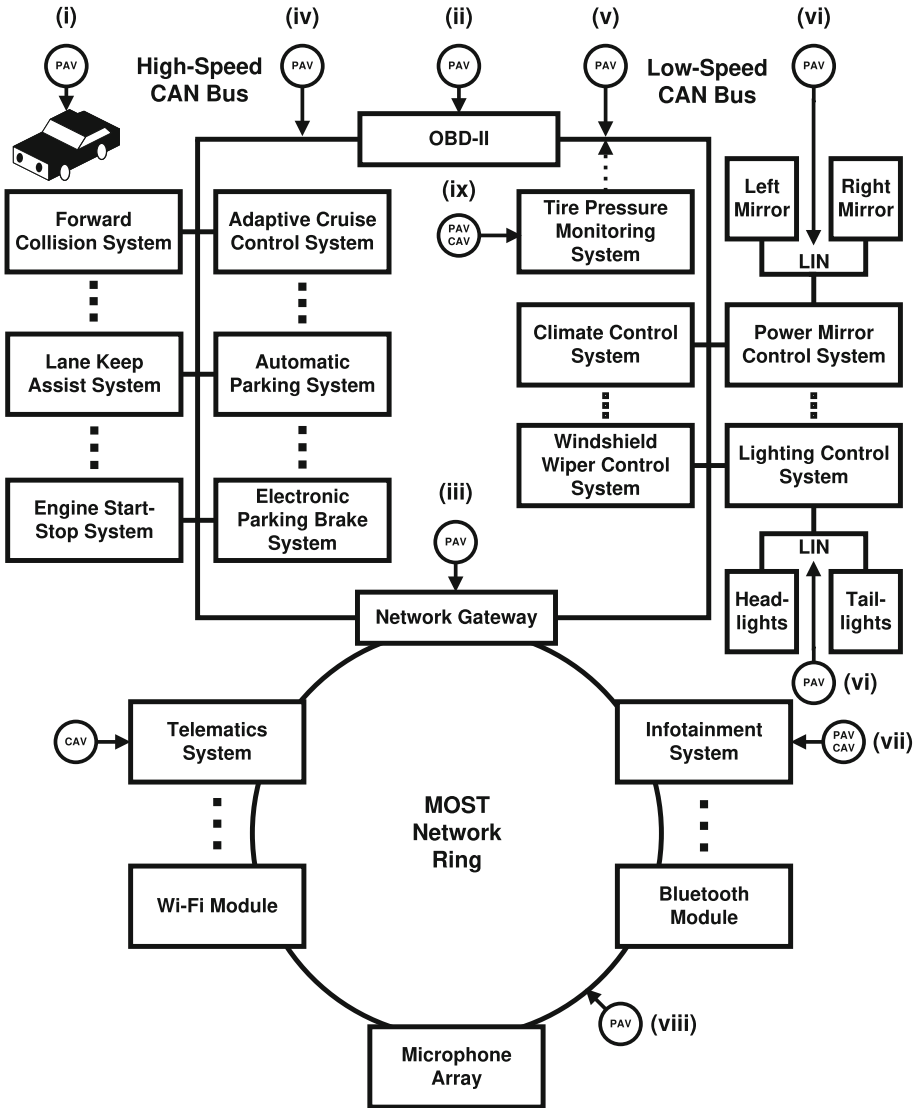 (i)
(iv)
(ii)
(v)
(vi)
PAV
PAV
PAV
PAV
PAV
High-Speed
CAN Bus
Low-Speed
CAN Bus
OBD-II
(ix)
PAV
CAV
Left
Mirror
Right
Mirror
LIN
Forward
Collision System
Adaptive Cruise
Control System
Tire Pressure
Monitoring
System
Lane Keep
Assist System
Automatic
Parking System
Climate Control
System
Power Mirror
Control System
Windshield
Wiper Control
System
Lighting Control
System
Engine Start-
Stop System
Electronic
Parking Brake
System
(iii)
PAV
LIN
Head-
lights
Tail-
lights
Network Gateway
PAV
(vi)
CAV
Telematics
System
Infotainment
System
PAV
CAV
(vii)
MOST
Network
Ring
Wi-Fi Module
Bluetooth
Module
PAV
(viii)
Microphone
Array